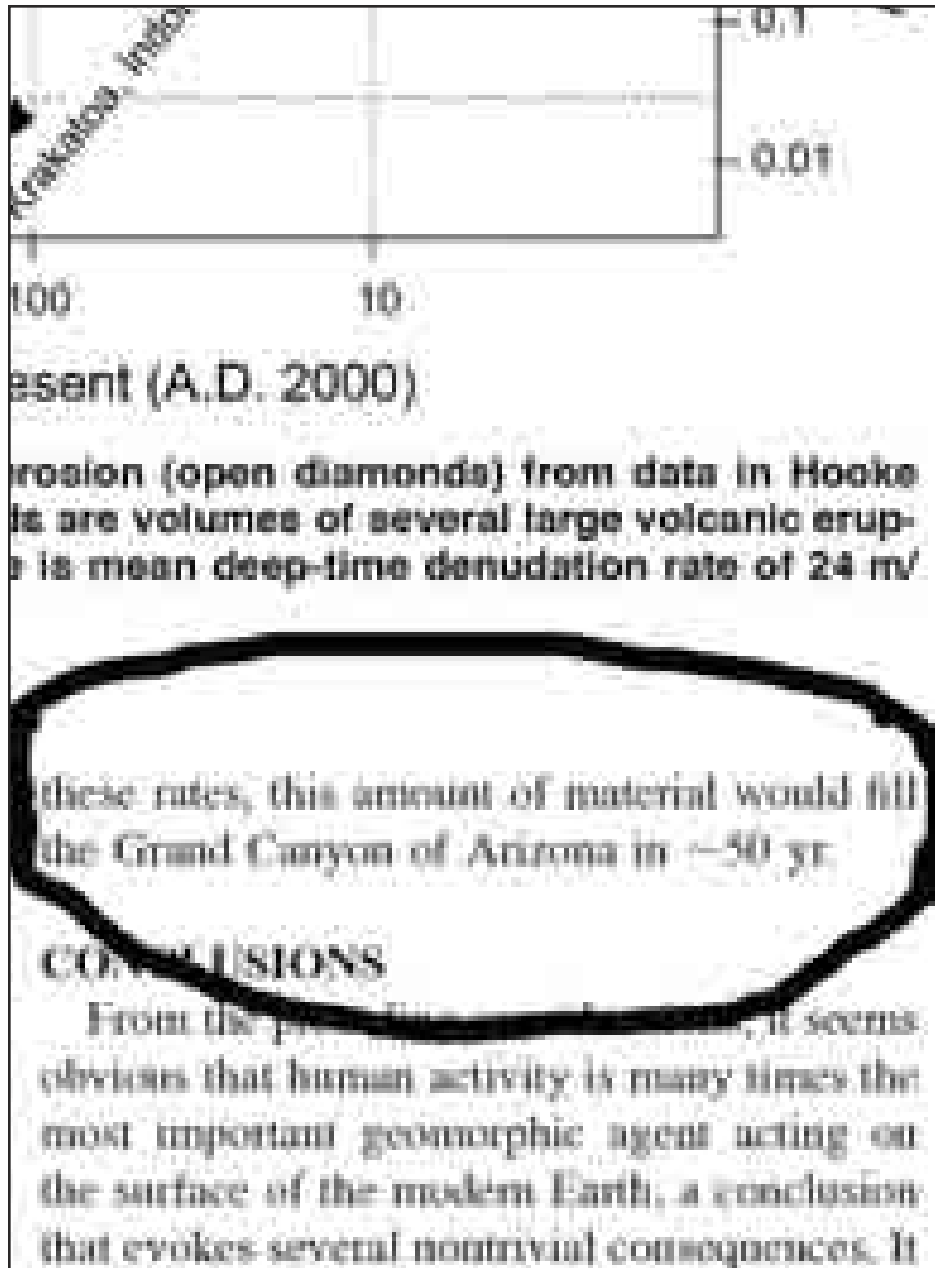 0.1
Krakatoa, Indo
0.01
100
10
esent (A.D. 2000)
erosion (open diamonds) from data in Hooke
ds are volumes of several large volcanic erup-
e is mean deep-time denudation rate of 24 m/
these rates, this amount of material would fill
the Grand Canyon of Arizona in ~50 yr.
CONCLUSIONS
From the it seems
obvious that human activity is many times the
most important geomorphic agent acting on
the surface of the modern Earth, a conclusion
that evokes several nontrivial consequences. It